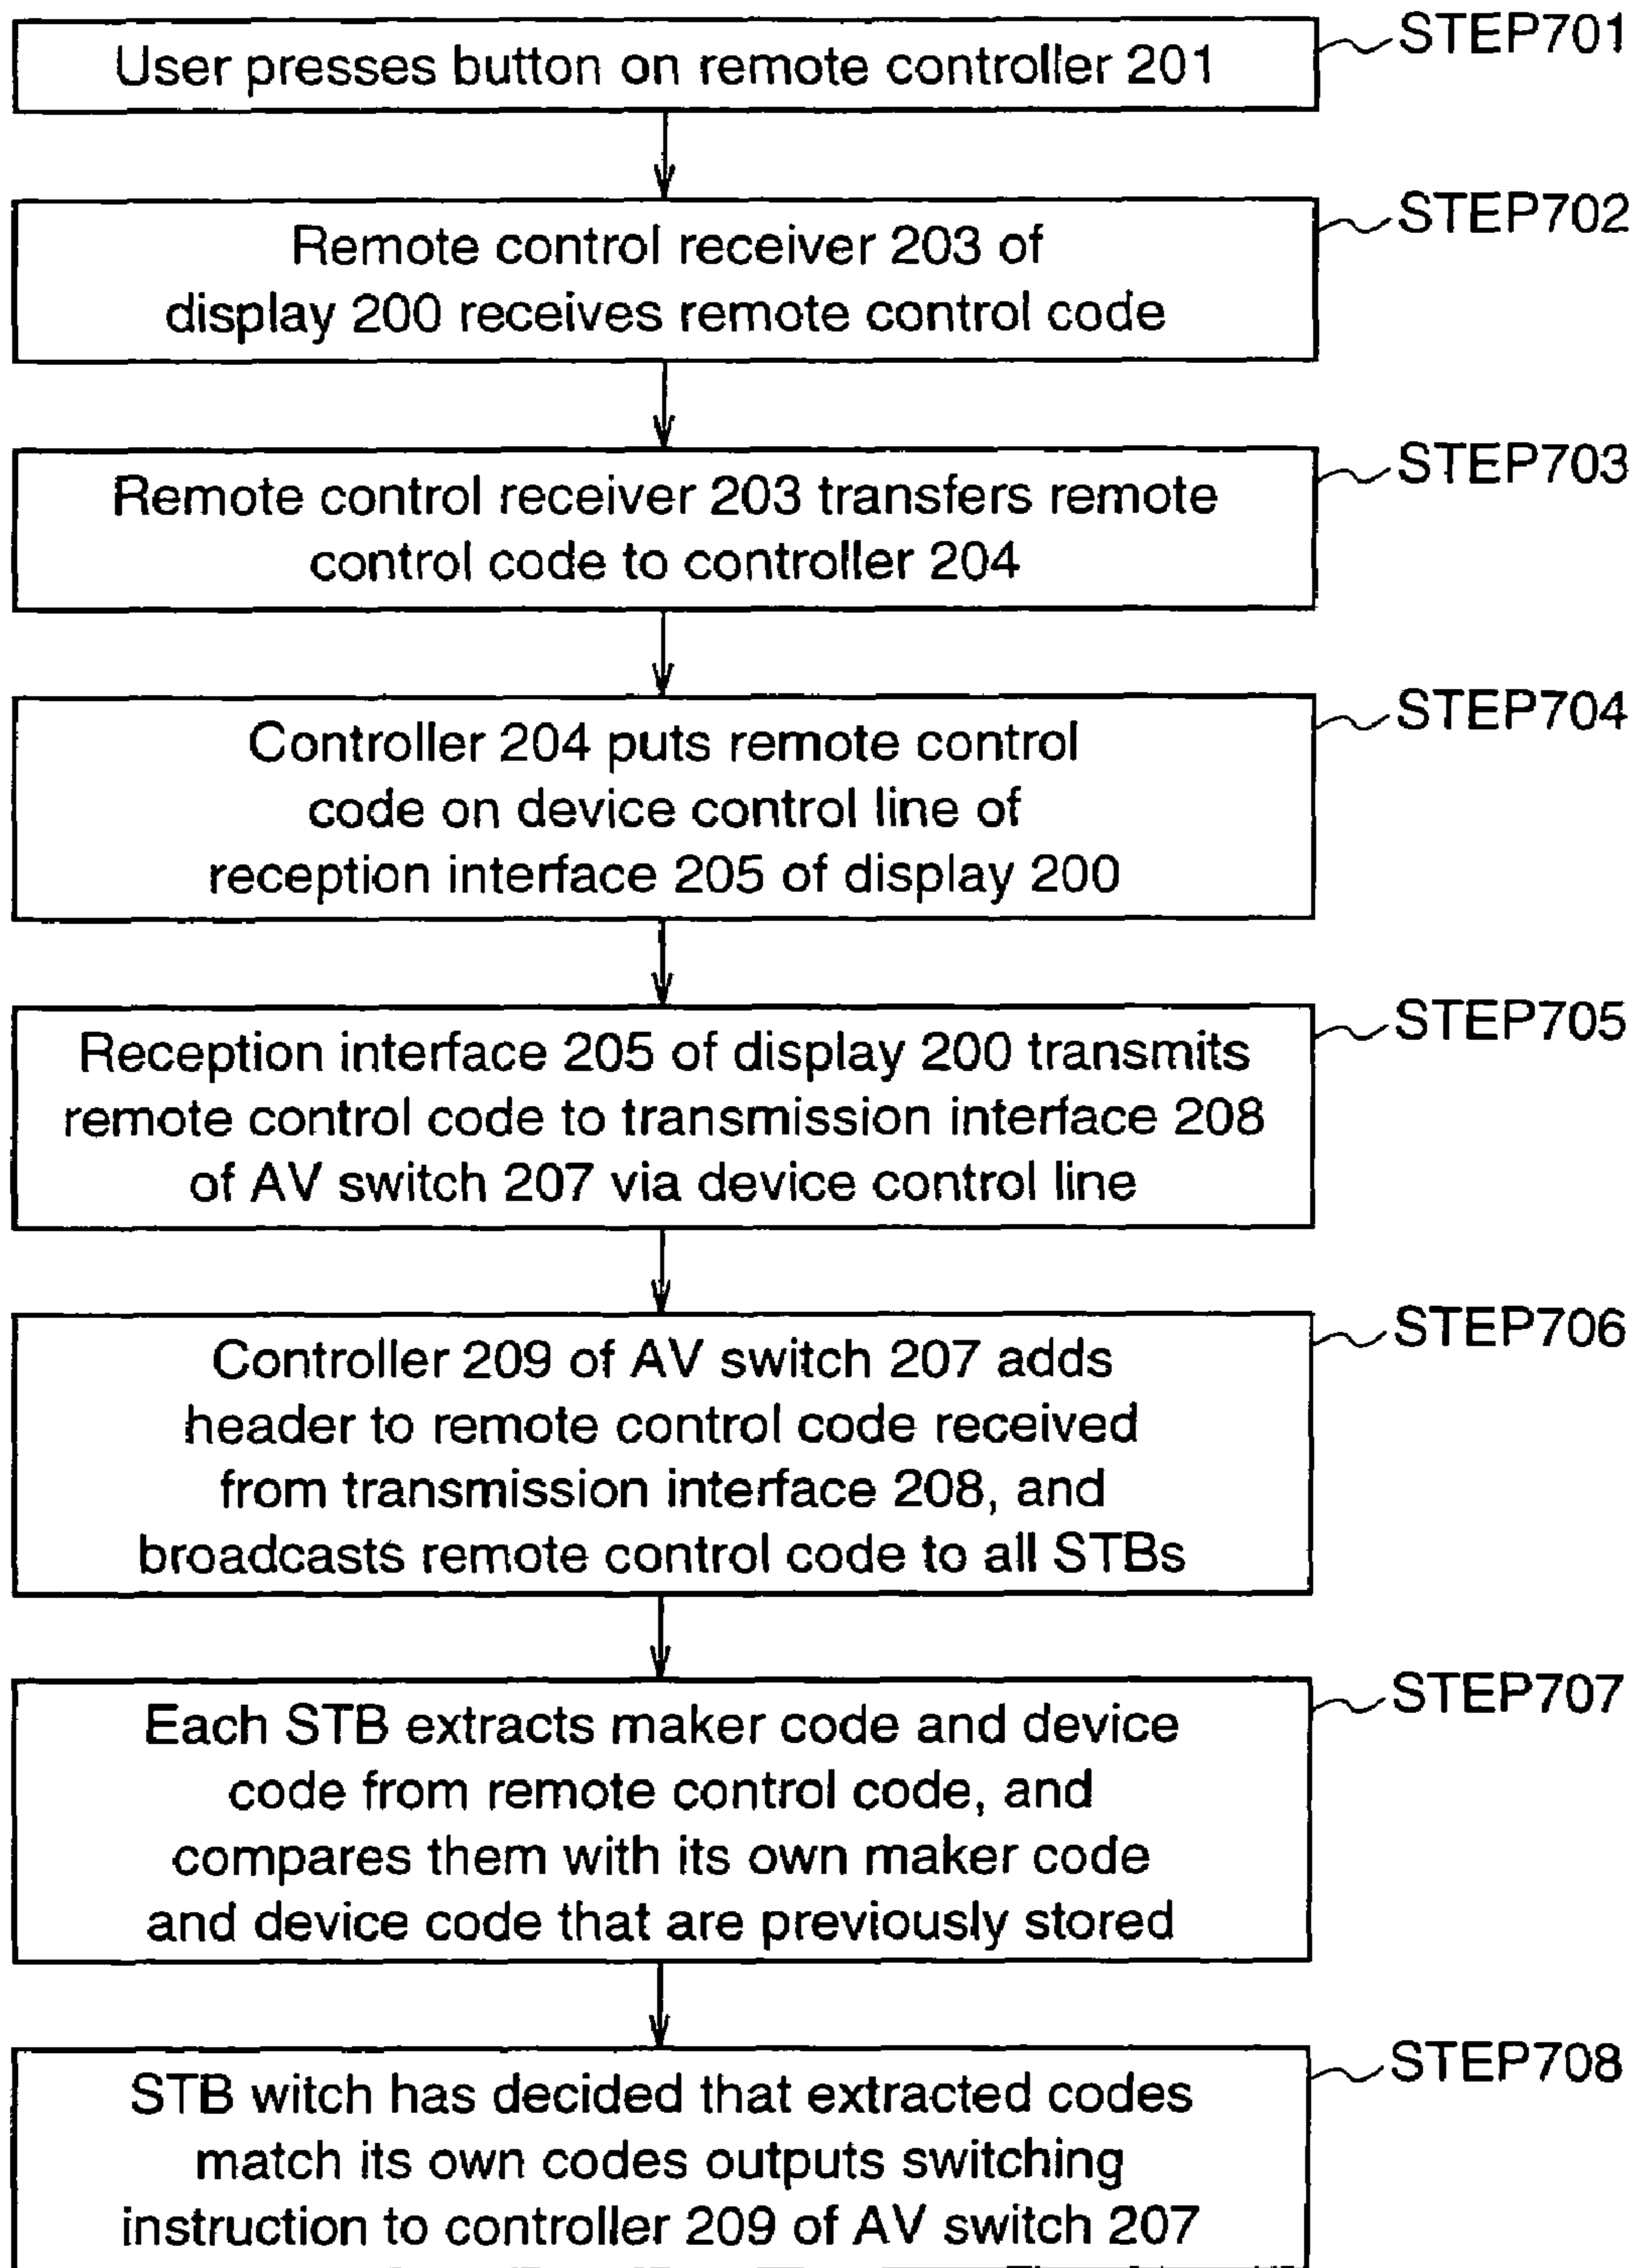 User presses button on remote controller 201
STEP701
Remote control receiver 203 of
display 200 receives remote control code
STEP702
Remote control receiver 203 transfers remote
control code to controller 204
STEP703
Controller 204 puts remote control
code on device control line of
reception interface 205 of display 200
STEP704
Reception interface 205 of display 200 transmits
remote control code to transmission interface 208
of AV switch 207 via device control line
STEP705
Controller 209 of AV switch 207 adds
header to remote control code received
from transmission interface 208, and
broadcasts remote control code to all STBs
STEP706
Each STB extracts maker code and device
code from remote control code, and
compares them with its own maker code
and device code that are previously stored
STEP707
STB witch has decided that extracted codes
match its own codes outputs switching
instruction to controller 209 of AV switch 207
STEP708